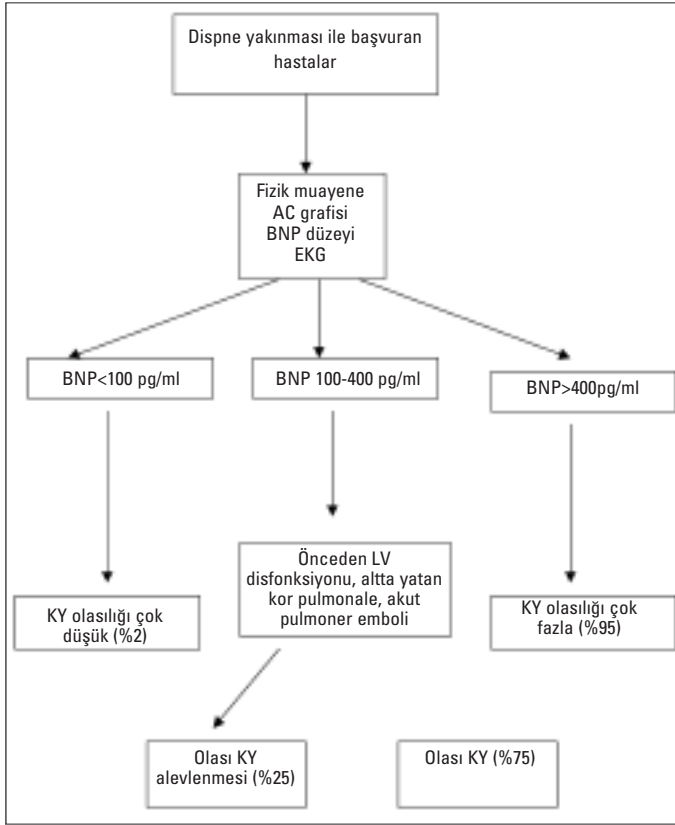 Dispne yakınması ile başvuran
hastalar
Fizik muayene
AC grafisi
BNP düzeyi
EKG
BNP<100 pg/ml
BNP 100-400 pg/ml
BNP>400pg/ml
Önceden LV
disfonksiyonu, altta yatan
kor pulmonale, akut
pulmoner emboli
KY olasılığı çok
düşük (%2)
KY olasılığı çok
fazla (%95)
Olası KY
alevlenmesi (%25)
Olası KY (%75)